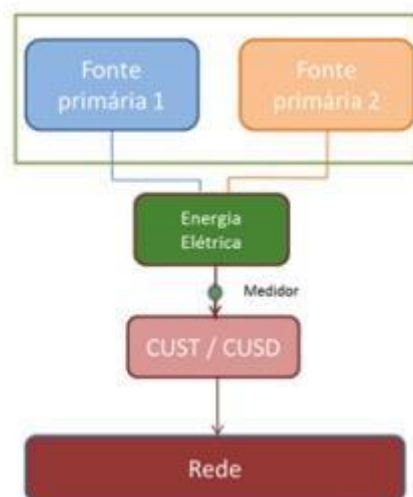 Fonte
primária 1
Fonte
primária 2
Energia
Elétrica
Medidor
CUST / CUSD
Rede